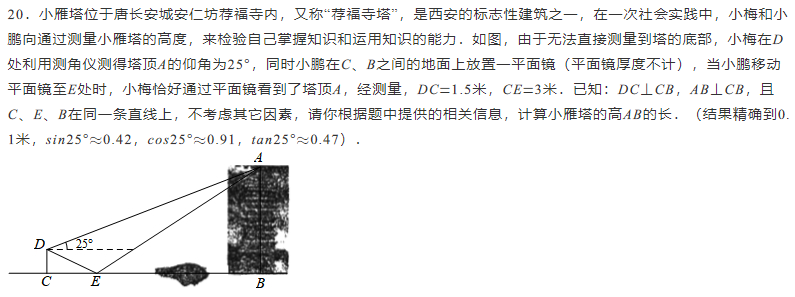 20．小雁塔位于唐长安城安仁坊荐福寺内，又称“荐福寺塔”，是西安的标志性建筑之一，在一次社会实践中，小梅和小
鹏向通过测量小雁塔的高度，来检验自己掌握知识和运用知识的能力．如图，由于无法直接测量到塔的底部，小梅在D
处利用测角仪测得塔顶A的仰角为25°，同时小鹏在C、B之间的地面上放置一平面镜（平面镜厚度不计），当小鹏移动
平面镜至E处时，小梅恰好通过平面镜看到了塔顶A，经测量，DC=1.5米，CE=3米．已知：DC⊥CB，AB⊥CB，且
C、E、B在同一条直线上，不考虑其它因素，请你根据题中提供的相关信息，计算小雁塔的高AB的长．（结果精确到0.
1米，sin25°≈0.42，cos25°≈0.91，tan25°≈0.47）．
A
D 25°
C E B